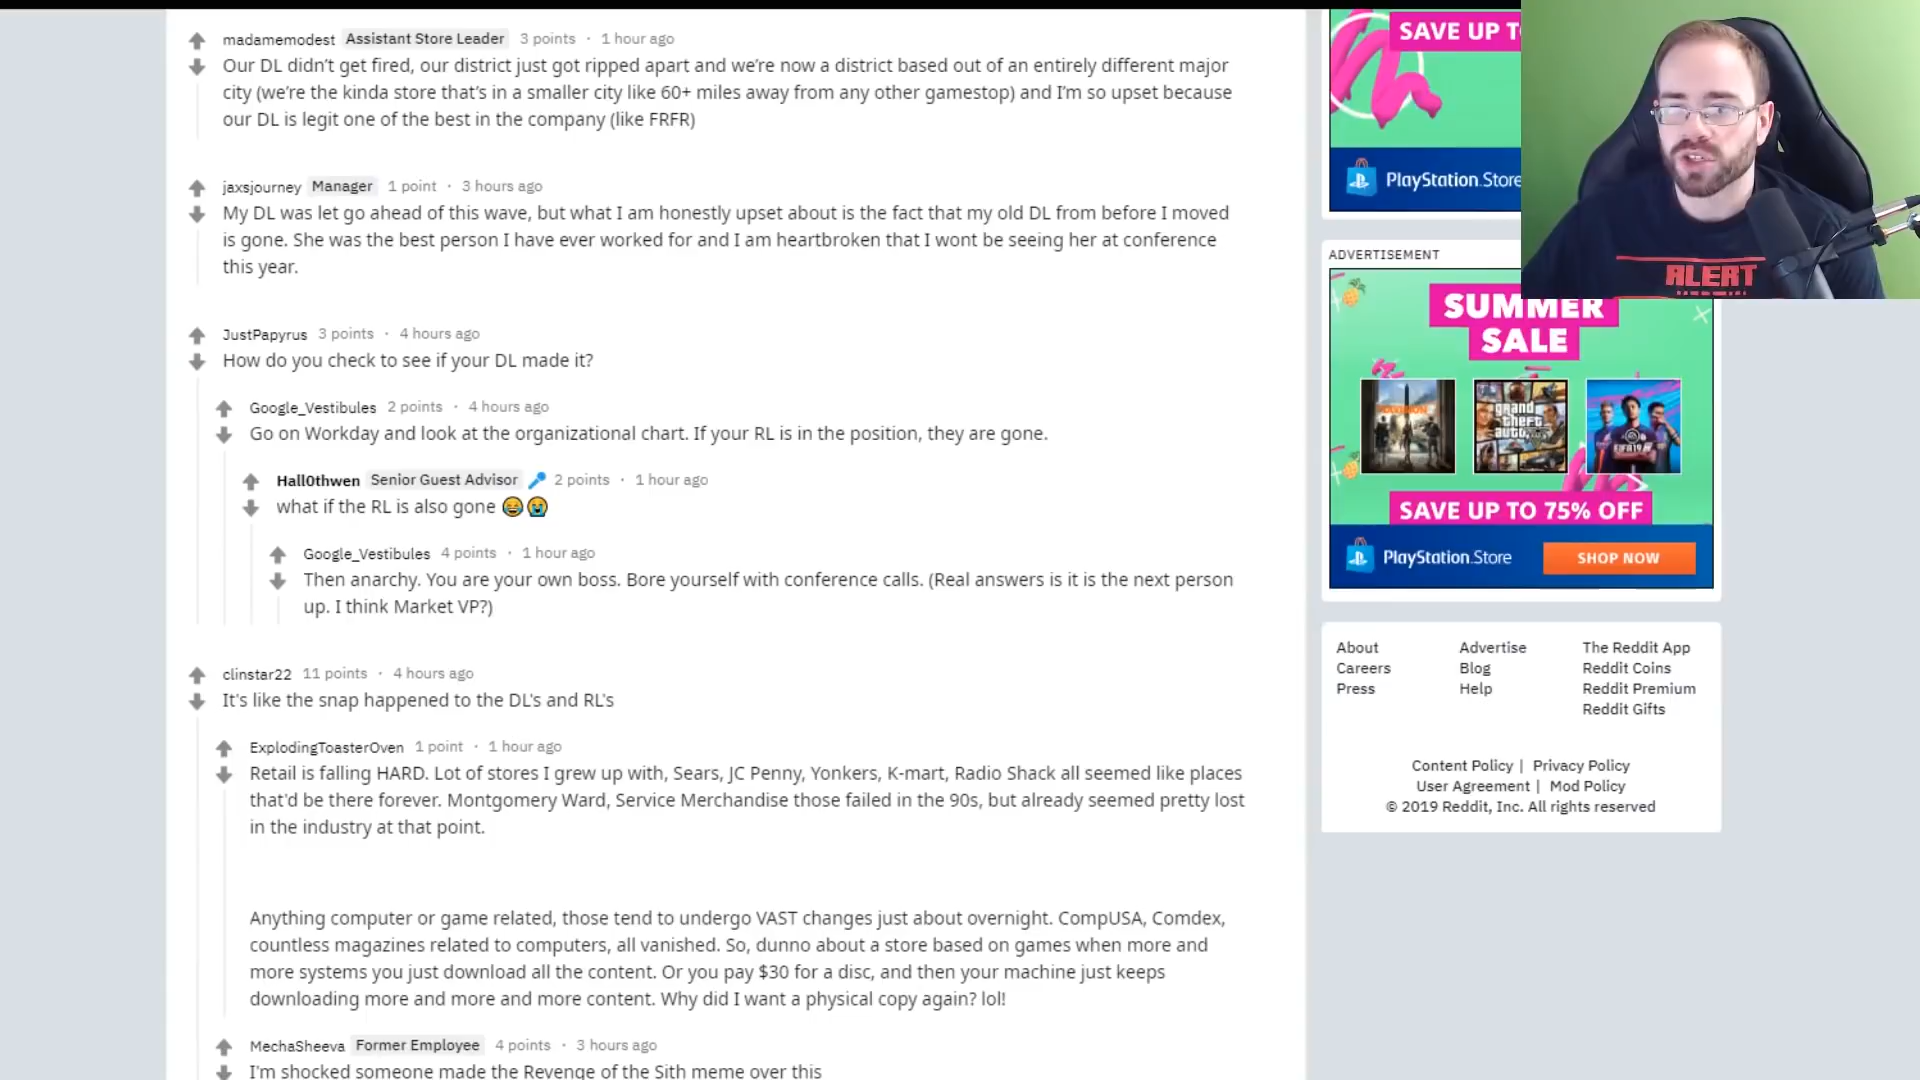 madamemodest Assistant Store Leader 3 points · 1 hour ago
Our DL didn't get fired, our district just got ripped apart and we're now a district based out of an entirely different major
city (we're the kinda store that's in a smaller city like 60+ miles away from any other gamestop) and I'm so upset because
our DL is legit one of the best in the company (like FRFR)
jaxsjourney Manager 1 point · 3 hours ago
My DL was let go ahead of this wave, but what I am honestly upset about is the fact that my old DL from before I moved
is gone. She was the best person I have ever worked for and I am heartbroken that I wont be seeing her at conference
this year.
JustPapyrus 3 points · 4 hours ago
How do you check to see if your DL made it?
Google_Vestibules 2 points · 4 hours ago
Go on Workday and look at the organizational chart. If your RL is in the position, they are gone.
Hall0thwen Senior Guest Advisor 2 points · 1 hour ago
what if the RL is also gone 😂😭
Google_Vestibules 4 points · 1 hour ago
Then anarchy. You are your own boss. Bore yourself with conference calls. (Real answers is it is the next person
up. I think Market VP?)
clinstar22 11 points · 4 hours ago
It's like the snap happened to the DL's and RL's
ExplodingToasterOven 1 point · 1 hour ago
Retail is falling HARD. Lot of stores I grew up with, Sears, JC Penny, Yonkers, K-mart, Radio Shack all seemed like places
that'd be there forever. Montgomery Ward, Service Merchandise those failed in the 90s, but already seemed pretty lost
in the industry at that point.
Anything computer or game related, those tend to undergo VAST changes just about overnight. CompUSA, Comdex,
countless magazines related to computers, all vanished. So, dunno about a store based on games when more and
more systems you just download all the content. Or you pay $30 for a disc, and then your machine just keeps
downloading more and more and more content. Why did I want a physical copy again? lol!
MechaSheeva Former Employee 4 points · 3 hours ago
I'm shocked someone made the Revenge of the Sith meme over this
SAVE UP
PlayStation.Store
ALERT
ADVERTISEMENT
SUMMER
SALE
grand
theft
auto
FIFA19
SAVE UP TO 75% OFF
PlayStation.Store SHOP NOW
About Advertise The Reddit App
Careers Blog Reddit Coins
Press Help Reddit Premium
Reddit Gifts
Content Policy | Privacy Policy
User Agreement | Mod Policy
© 2019 Reddit, Inc. All rights reserved